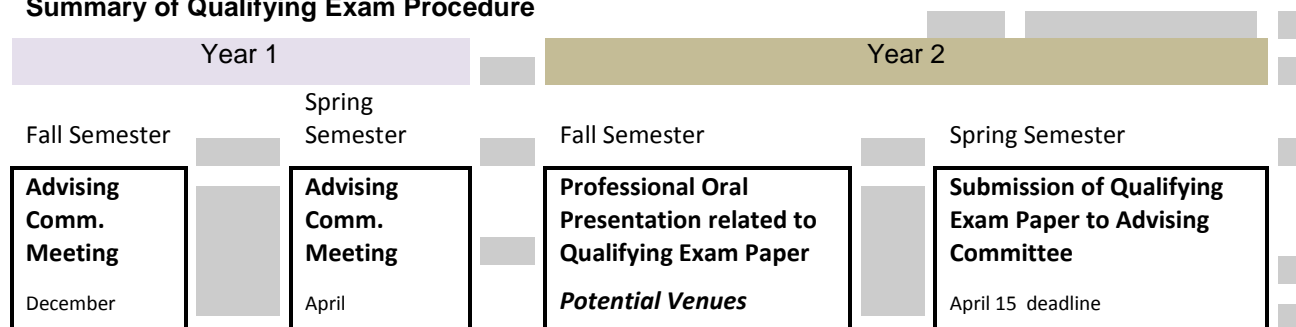 Summary of Qualifying Exam Procedure
Year 1
Year 2
Fall Semester
Spring
Semester
Fall Semester
Spring Semester
Advising
Comm.
Meeting
December
Advising
Comm.
Meeting
April
Professional Oral
Presentation related to
Qualifying Exam Paper
Potential Venues
Submission of Qualifying
Exam Paper to Advising
Committee
April 15 deadline